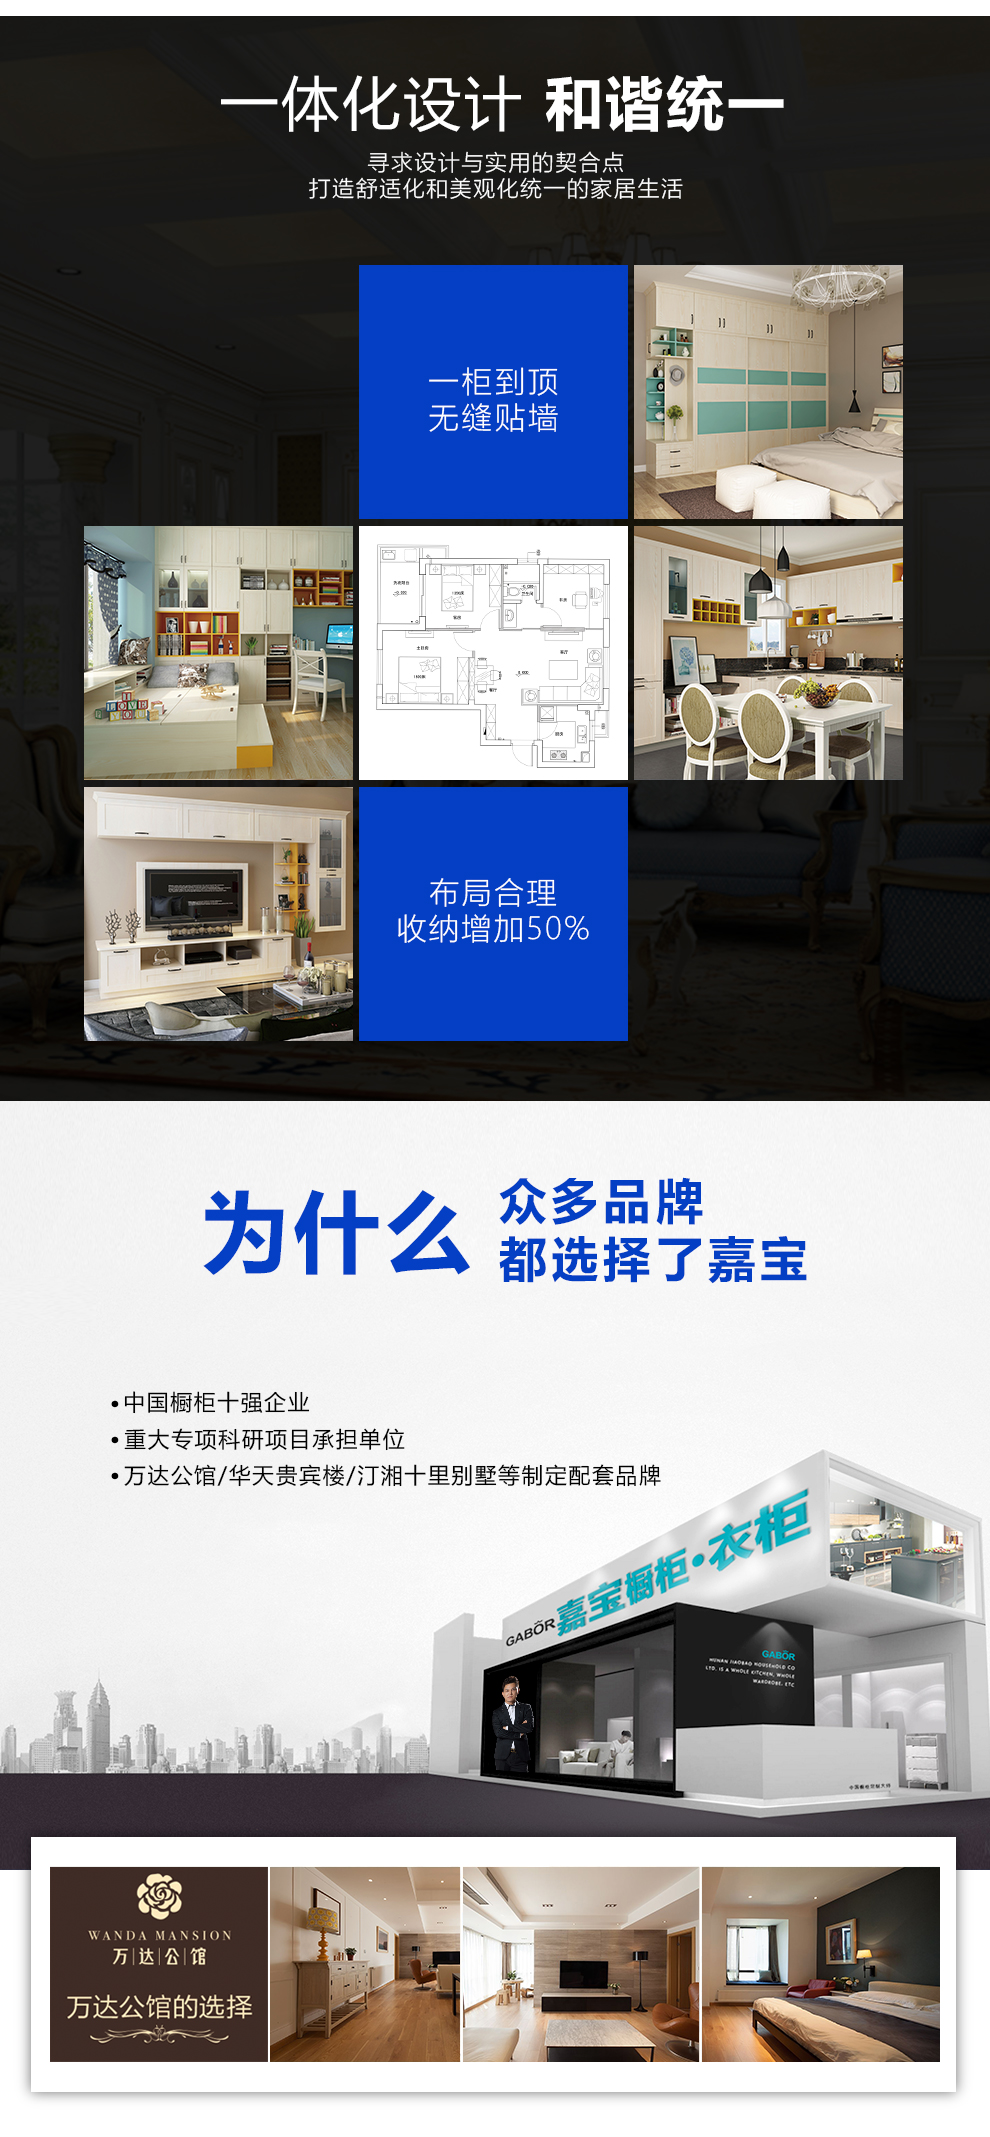 一体化设计 和谐统一
寻求设计与实用的契合点
打造舒适化和美观化统一的家居生活
一柜到顶
无缝贴墙
布局合理
收纳增加50%
为什么
众多品牌
都选择了嘉宝
•中国橱柜十强企业
•重大专项科研项目承担单位
•万达公馆/华天贵宾楼/汀湘十里别墅等制定配套品牌
GABOR嘉宝橱柜·衣柜
GABOR
HUNAN JIABAO HOUSEHOLD CO
LTD. IS A WHOLE KITCHEN, WHOLE
WARDROBE. ETC
WANDA MANSION
万达公馆
万达公馆的选择